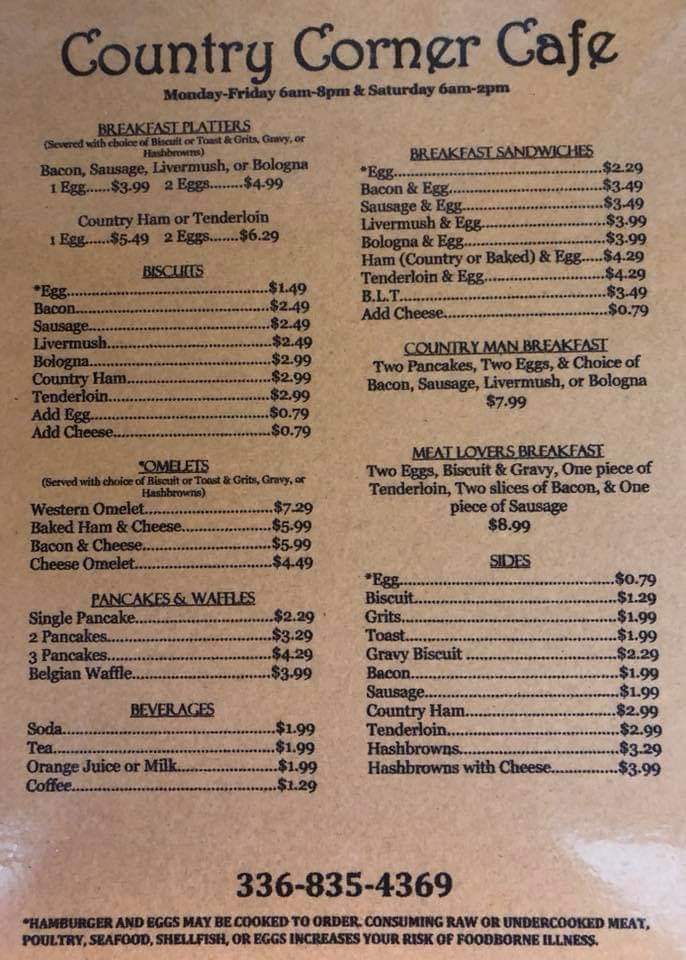 Country Corner Cafe
Monday-Friday 6am-8pm & Saturday 6am-2pm
BREAKFAST PLATTERS
(Severed with choice of Biscuit or Toast & Grits, Gravy, or
Hashbrowns)
Bacon, Sausage, Livermush, or Bologna
1 Egg......$3.99 2 Eggs........$4.99
Country Ham or Tenderloin
1 Egg......$5.49 2 Eggs.......$6.29
BISCUITS
*Egg.............................................$1.49
Bacon..........................................$2.49
Sausage.......................................$2.49
Livermush...................................$2.49
Bologna.......................................$2.99
Country Ham..............................$2.99
Tenderloin...................................$2.99
Add Egg.......................................$0.79
Add Cheese..................................$0.79
*OMELETS
(Served with choice of Biscuit or Toast & Grits, Gravy, or
Hashbrowns)
Western Omelet...........................$7.29
Baked Ham & Cheese...................$5.99
Bacon & Cheese............................$5.99
Cheese Omelet.............................$4.49
PANCAKES & WAFFLES
Single Pancake.............................$2.29
2 Pancakes...................................$3.29
3 Pancakes...................................$4.29
Belgian Waffle..............................$3.99
BEVERAGES
Soda.............................................$1.99
Tea...............................................$1.99
Orange Juice or Milk....................$1.99
Coffee...........................................$1.29
BREAKFAST SANDWICHES
*Egg...........................................$2.29
Bacon & Egg................................$3.49
Sausage & Egg.............................$3.49
Livermush & Egg.........................$3.99
Bologna & Egg.............................$3.99
Ham (Country or Baked) & Egg.....$4.29
Tenderloin & Egg.........................$4.29
B.L.T...........................................$3.49
Add Cheese.................................$0.79
COUNTRY MAN BREAKFAST
Two Pancakes, Two Eggs, & Choice of
Bacon, Sausage, Livermush, or Bologna
$7.99
MEAT LOVERS BREAKFAST
Two Eggs, Biscuit & Gravy, One piece of
Tenderloin, Two slices of Bacon, & One
piece of Sausage
$8.99
SIDES
*Egg.............................................$0.79
Biscuit..........................................$1.29
Grits.............................................$1.99
Toast............................................$1.99
Gravy Biscuit ...............................$2.29
Bacon...........................................$1.99
Sausage........................................$1.99
Country Ham...............................$2.99
Tenderloin....................................$2.99
Hashbrowns.................................$3.29
Hashbrowns with Cheese..............$3.99
336-835-4369
*HAMBURGER AND EGGS MAY BE COOKED TO ORDER. CONSUMING RAW OR UNDERCOOKED MEAT,
POULTRY, SEAFOOD, SHELLFISH, OR EGGS INCREASES YOUR RISK OF FOODBORNE ILLNESS.